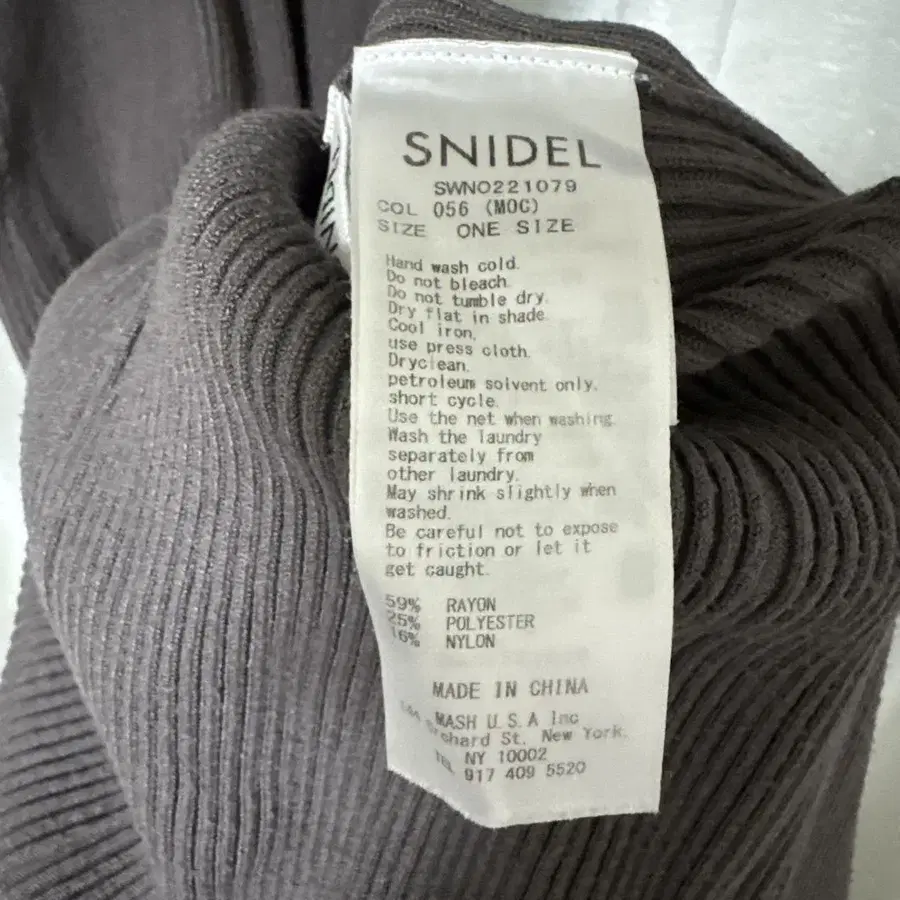 SNIDEL
SWNO221079
COL 056 (MOC)
SIZE ONE SIZE
Hand wash cold.
Do not bleach.
Do not tumble dry.
Dry flat in shade.
Cool iron,
use press cloth.
Dryclean.
petroleum solvent only.
short cycle.
Use the net when washing.
Wash the laundry
separately from
other laundry.
May shrink slightly when
washed.
Be careful not to expose
to friction or let it
get caught.
59% RAYON
25% POLYESTER
16% NYLON
MADE IN CHINA
MASH U.S.A Inc
St. New York.
NY 10002
TEL 917 409 5520